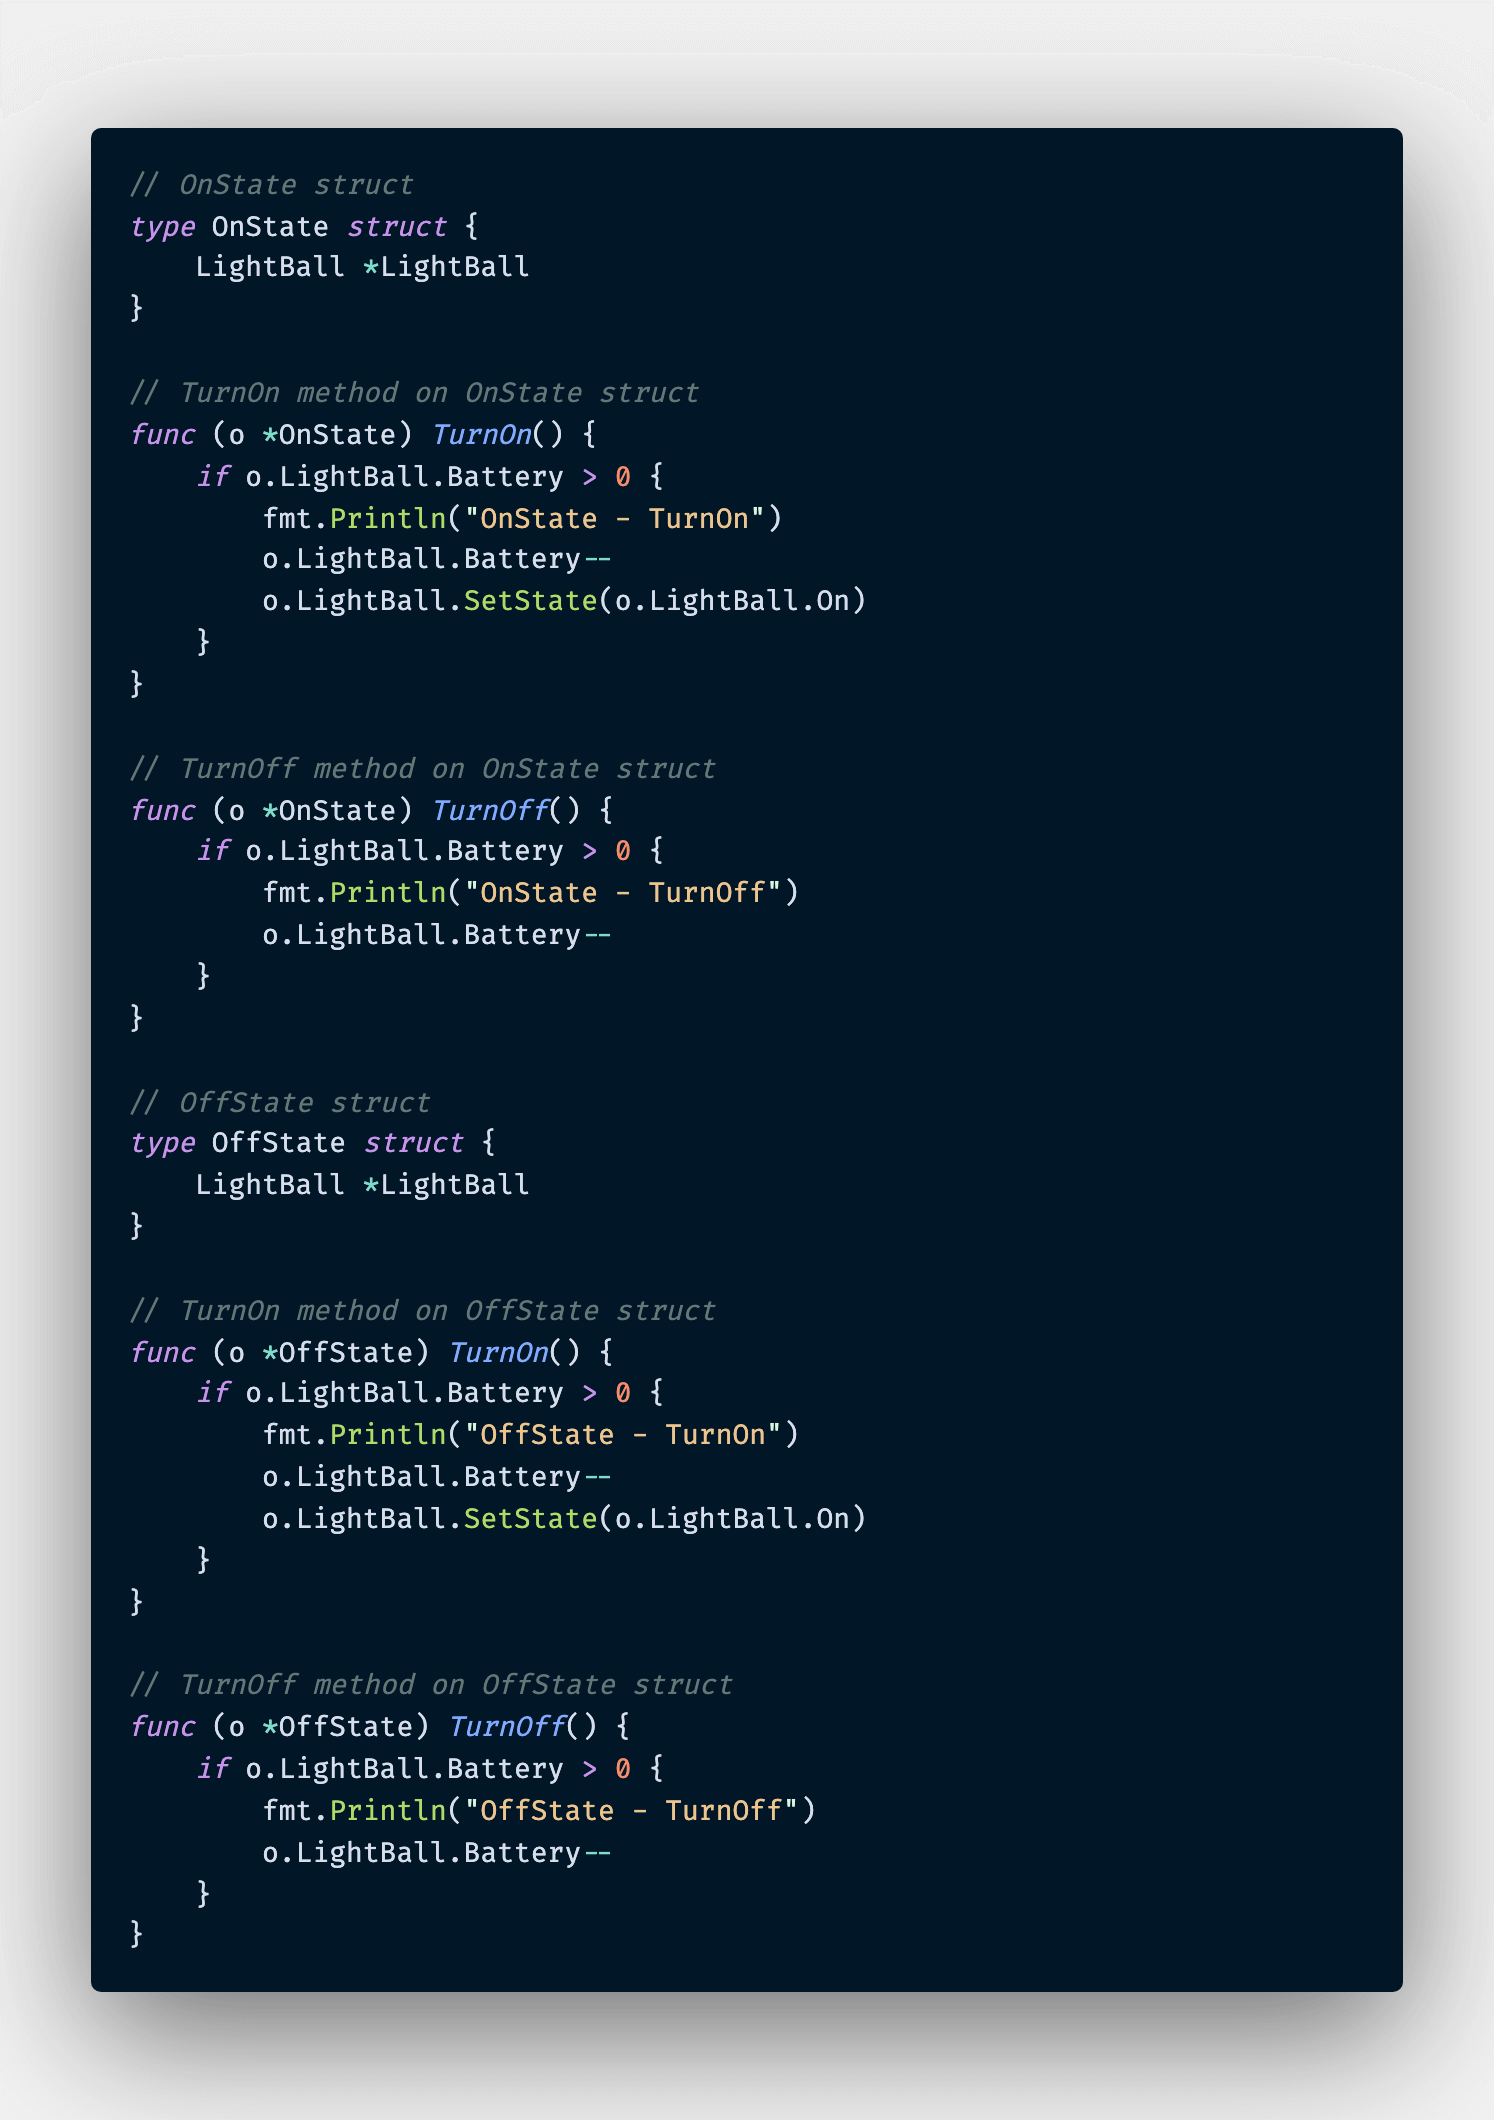 // OnState struct
type OnState struct {
    LightBall *LightBall
}

// TurnOn method on OnState struct
func (o *OnState) TurnOn() {
    if o.LightBall.Battery > 0 {
        fmt.Println("OnState - TurnOn")
        o.LightBall.Battery--
        o.LightBall.SetState(o.LightBall.On)
    }
}

// TurnOff method on OnState struct
func (o *OnState) TurnOff() {
    if o.LightBall.Battery > 0 {
        fmt.Println("OnState - TurnOff")
        o.LightBall.Battery--
    }
}

// OffState struct
type OffState struct {
    LightBall *LightBall
}

// TurnOn method on OffState struct
func (o *OffState) TurnOn() {
    if o.LightBall.Battery > 0 {
        fmt.Println("OffState - TurnOn")
        o.LightBall.Battery--
        o.LightBall.SetState(o.LightBall.On)
    }
}

// TurnOff method on OffState struct
func (o *OffState) TurnOff() {
    if o.LightBall.Battery > 0 {
        fmt.Println("OffState - TurnOff")
        o.LightBall.Battery--
    }
}